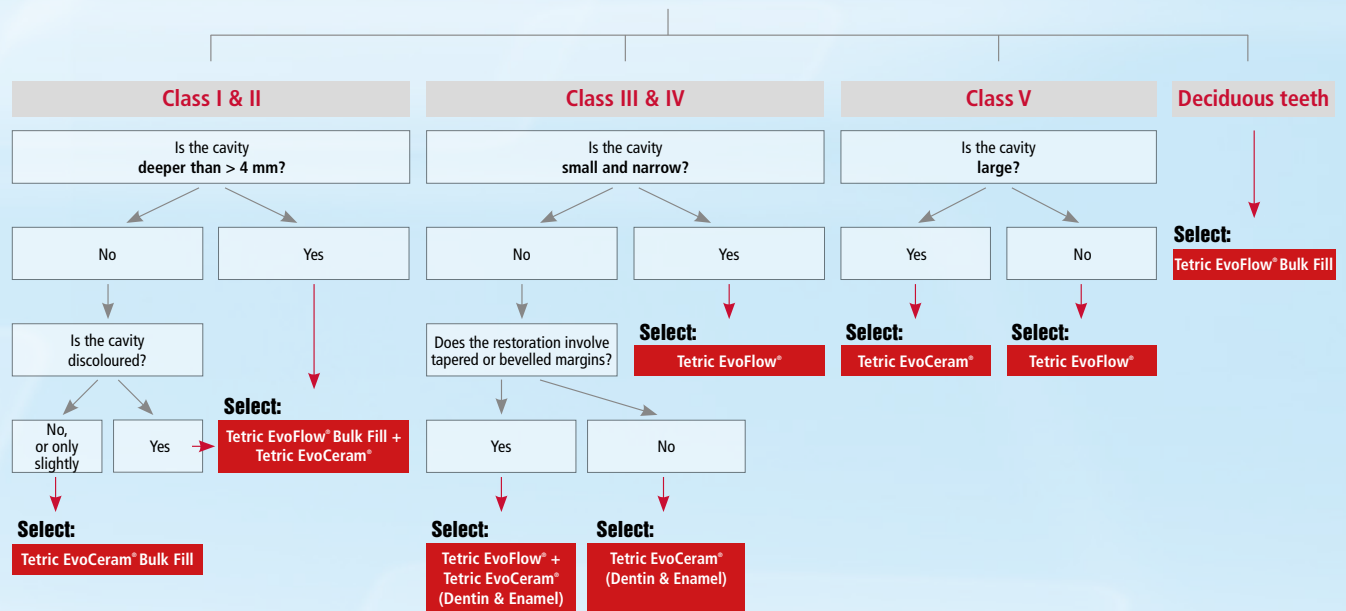 Class I & II
Class III & IV
Class V
Deciduous teeth
Is the cavity
deeper than > 4 mm?
Is the cavity
small and narrow?
Is the cavity
large?
No
Yes
No
Yes
Yes
No
Select:
Tetric EvoFlow® Bulk Fill
Is the cavity
discoloured?
Does the restoration involve
tapered or bevelled margins?
Select:
Tetric EvoFlow®
Select:
Tetric EvoCeram®
Select:
Tetric EvoFlow®
No,
or only
slightly
Yes
Select:
Tetric EvoFlow® Bulk Fill +
Tetric EvoCeram®
Yes
No
Select:
Tetric EvoCeram® Bulk Fill
Select:
Tetric EvoFlow® +
Tetric EvoCeram®
(Dentin & Enamel)
Select:
Tetric EvoCeram®
(Dentin & Enamel)